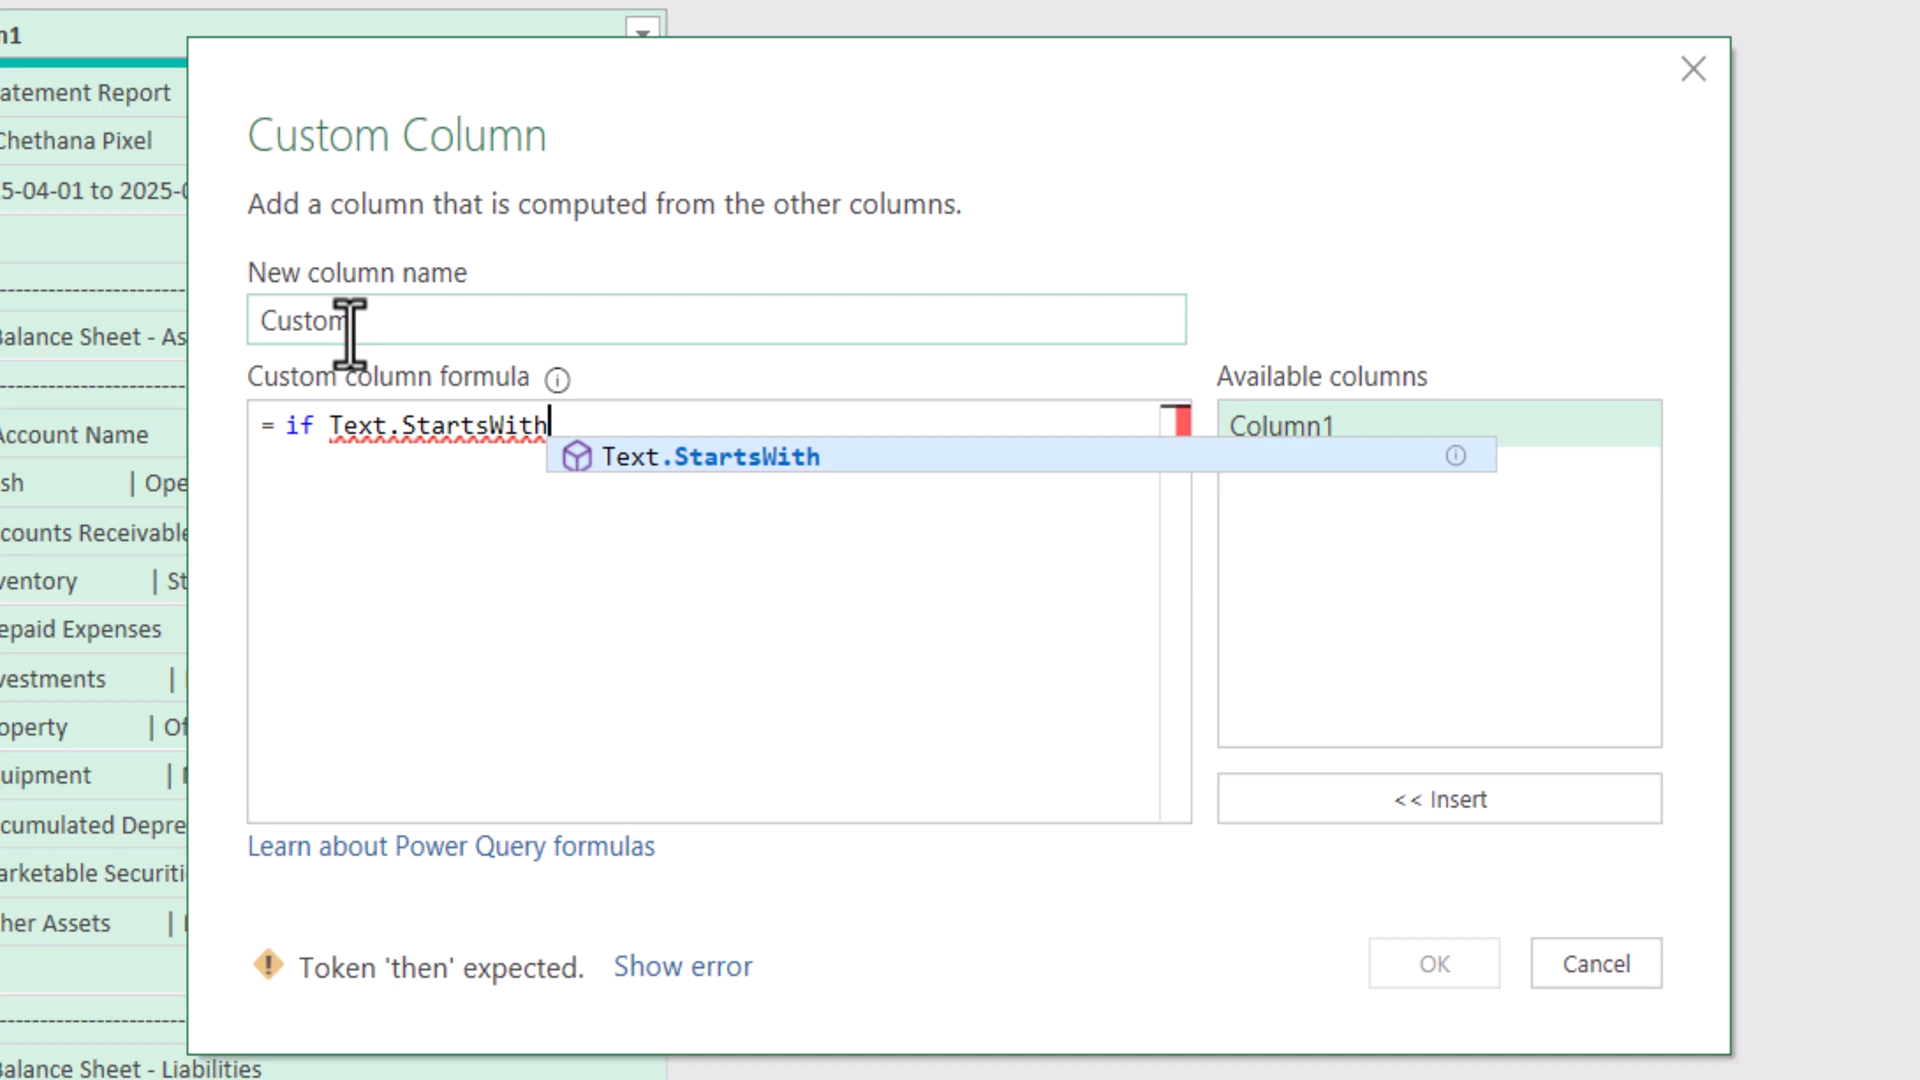 n1
atement Report
Chethana Pixel
5-04-01 to 2025-0
--------------------
Balance Sheet - As
--------------------
Account Name
sh | Ope
counts Receivable
ventory | St
epaid Expenses
vestments |
operty | Of
uipment |
cumulated Depre
arketable Securiti
her Assets |
--------------------
Balance Sheet - Liabilities
Custom Column
Add a column that is computed from the other columns.
New column name
Custom
Custom column formula
= if Text.StartsWith
Text.StartsWith
Available columns
Column1
<< Insert
Learn about Power Query formulas
Token 'then' expected. Show error
OK
Cancel